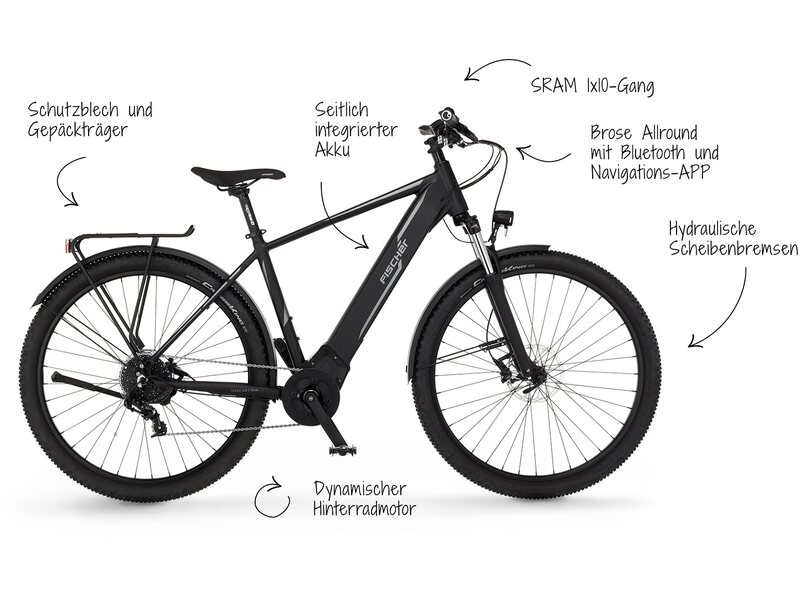 SRAM 1x10-Gang
Schutzblech und
Gepäckträger
Seitlich
integrierter
Akku
Brose Allround
mit Bluetooth und
Navigations-APP
Hydraulische
Scheibenbremsen
FISCHER
Dynamischer
Hinterradmotor